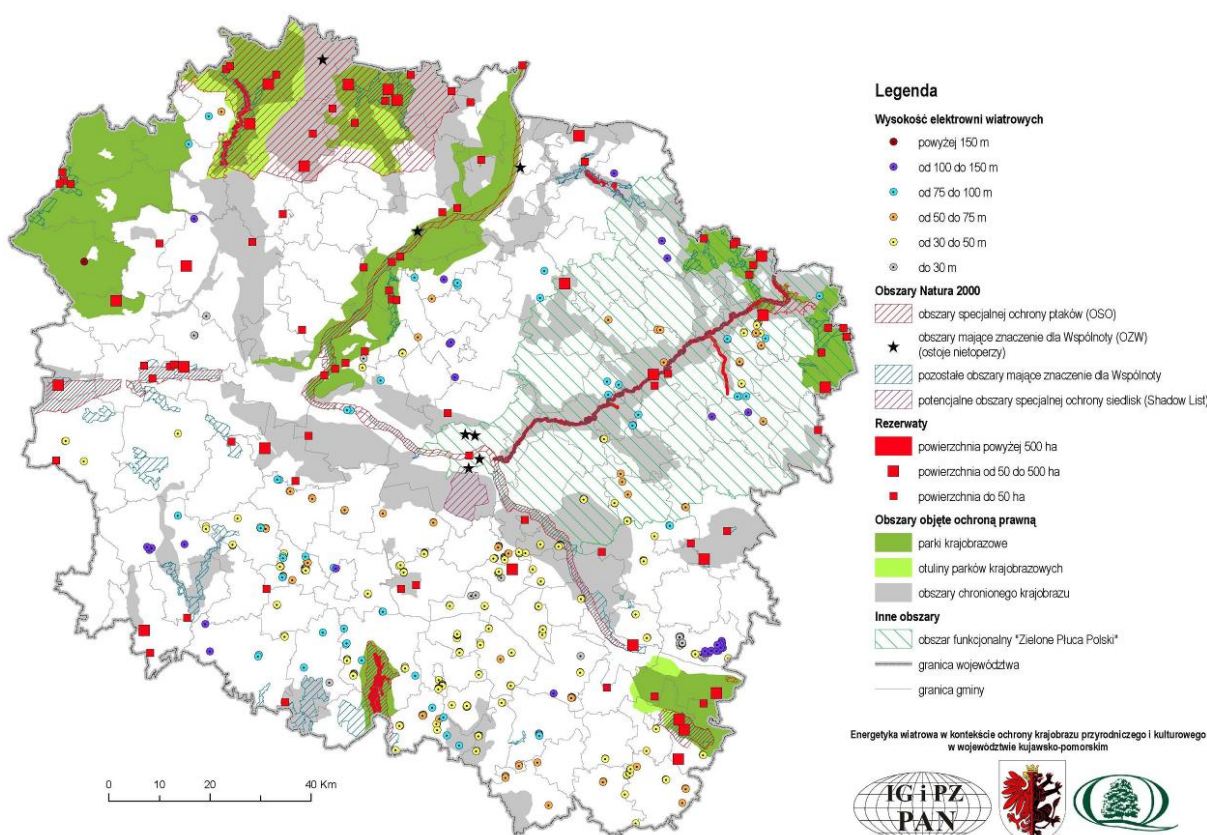 Legenda
Wysokość elektrowni wiatrowych
powyżej 150 m
od 100 do 150 m
od 75 do 100 m
od 50 do 75 m
od 30 do 50 m
do 30 m
Obszary Natura 2000
obszary specjalnej ochrony ptaków (OSO)
obszary mające znaczenie dla Wspólnoty (OZW)
(ostoje nietoperzy)
pozostałe obszary mające znaczenie dla Wspólnoty
potencjalne obszary specjalnej ochrony siedlisk (Shadow List)
Rezerwaty
powierzchnia powyżej 500 ha
powierzchnia od 50 do 500 ha
powierzchnia do 50 ha
Obszary objęte ochroną prawną
parki krajobrazowe
otuliny parków krajobrazowych
obszary chronionego krajobrazu
Inne obszary
obszar funkcjonalny "Zielone Płuca Polski"
granica województwa
granica gminy
Energetyka wiatrowa w kontekście ochrony krajobrazu przyrodniczego i kulturowego
w województwie kujawsko-pomorskim
IG i PZ
PAN
0 10 20 40 Km